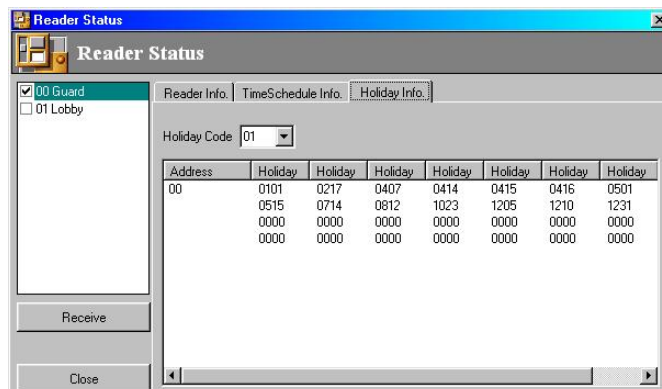 Reader Status
Reader Status
00 Guard
01 Lobby
Receive
Close
Reader Info. TimeSchedule Info. Holiday Info.
Holiday Code 01
Address Holiday Holiday Holiday Holiday Holiday Holiday Holiday
00 0101 0217 0407 0414 0415 0416 0501
0515 0714 0812 1023 1205 1210 1231
0000 0000 0000 0000 0000 0000 0000
0000 0000 0000 0000 0000 0000 0000